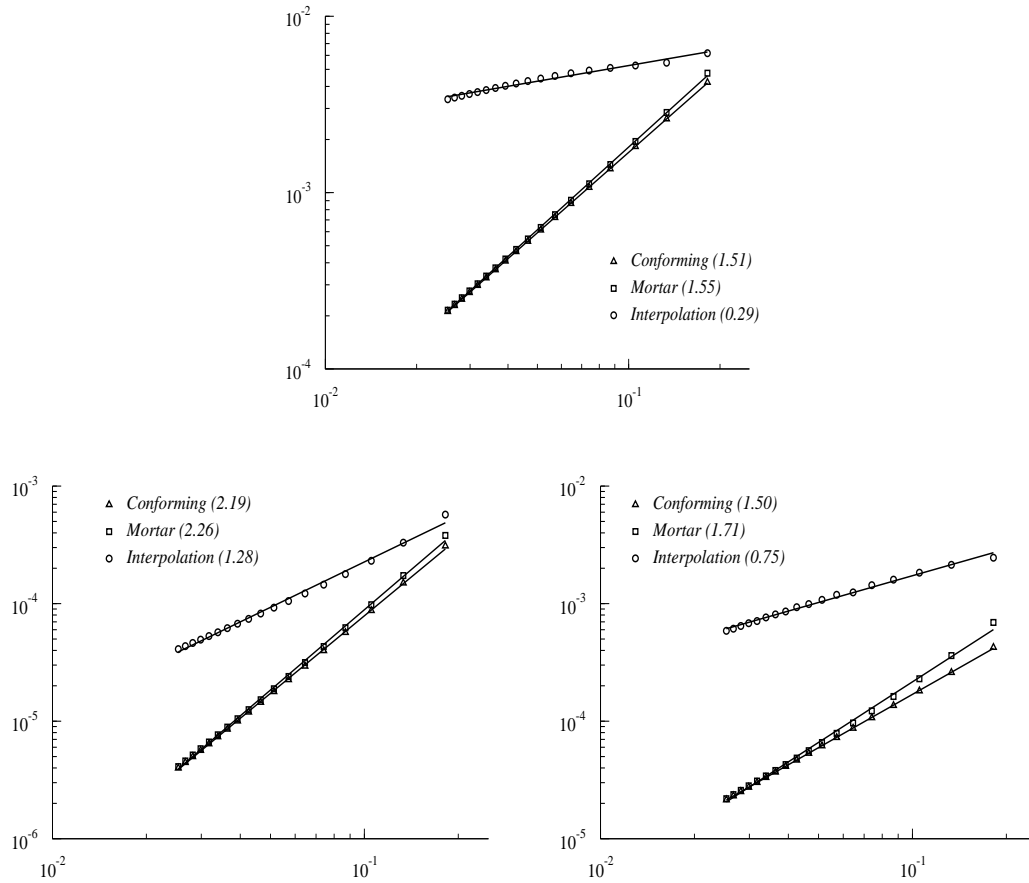 10^-2
10^-3
10^-4
10^-2
10^-1
Conforming (1.51)
Mortar (1.55)
Interpolation (0.29)
10^-3
10^-4
10^-5
10^-6
10^-2
10^-1
Conforming (2.19)
Mortar (2.26)
Interpolation (1.28)
10^-2
10^-3
10^-4
10^-5
10^-2
10^-1
Conforming (1.50)
Mortar (1.71)
Interpolation (0.75)